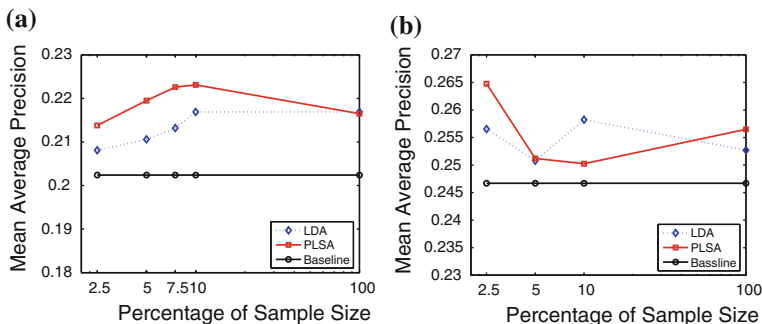 (a)
0.23
0.22
0.21
0.2
0.19
0.18
Mean Average Precision
LDA
PLSA
Baseline
2.5 5 7.5 10 100
Percentage of Sample Size
(b)
0.27
0.265
0.26
0.255
0.25
0.245
0.24
0.235
0.23
Mean Average Precision
LDA
PLSA
Bassline
2.5 5 10 100
Percentage of Sample Size